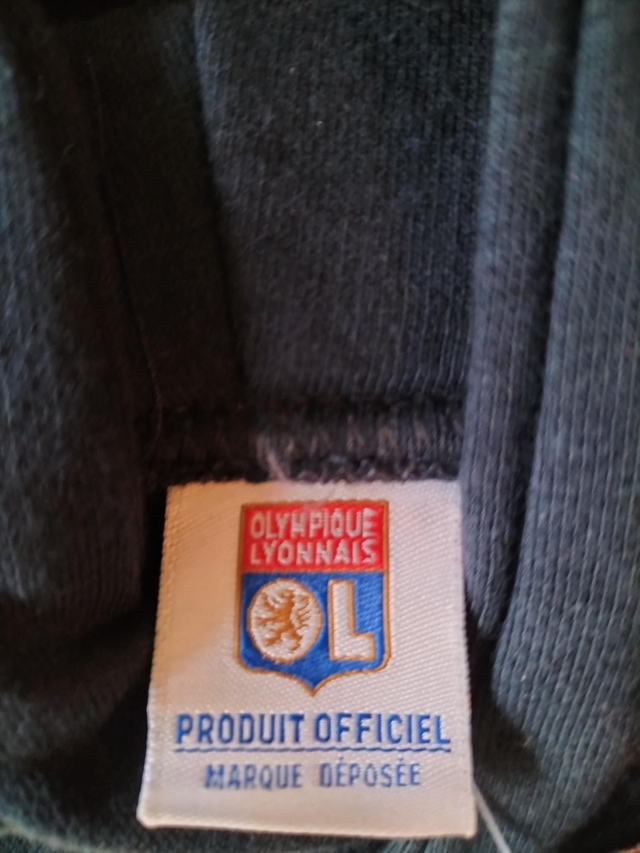 OLYMPIQUE
LYONNAIS
OL
PRODUIT OFFICIEL
MARQUE DÉPOSÉE